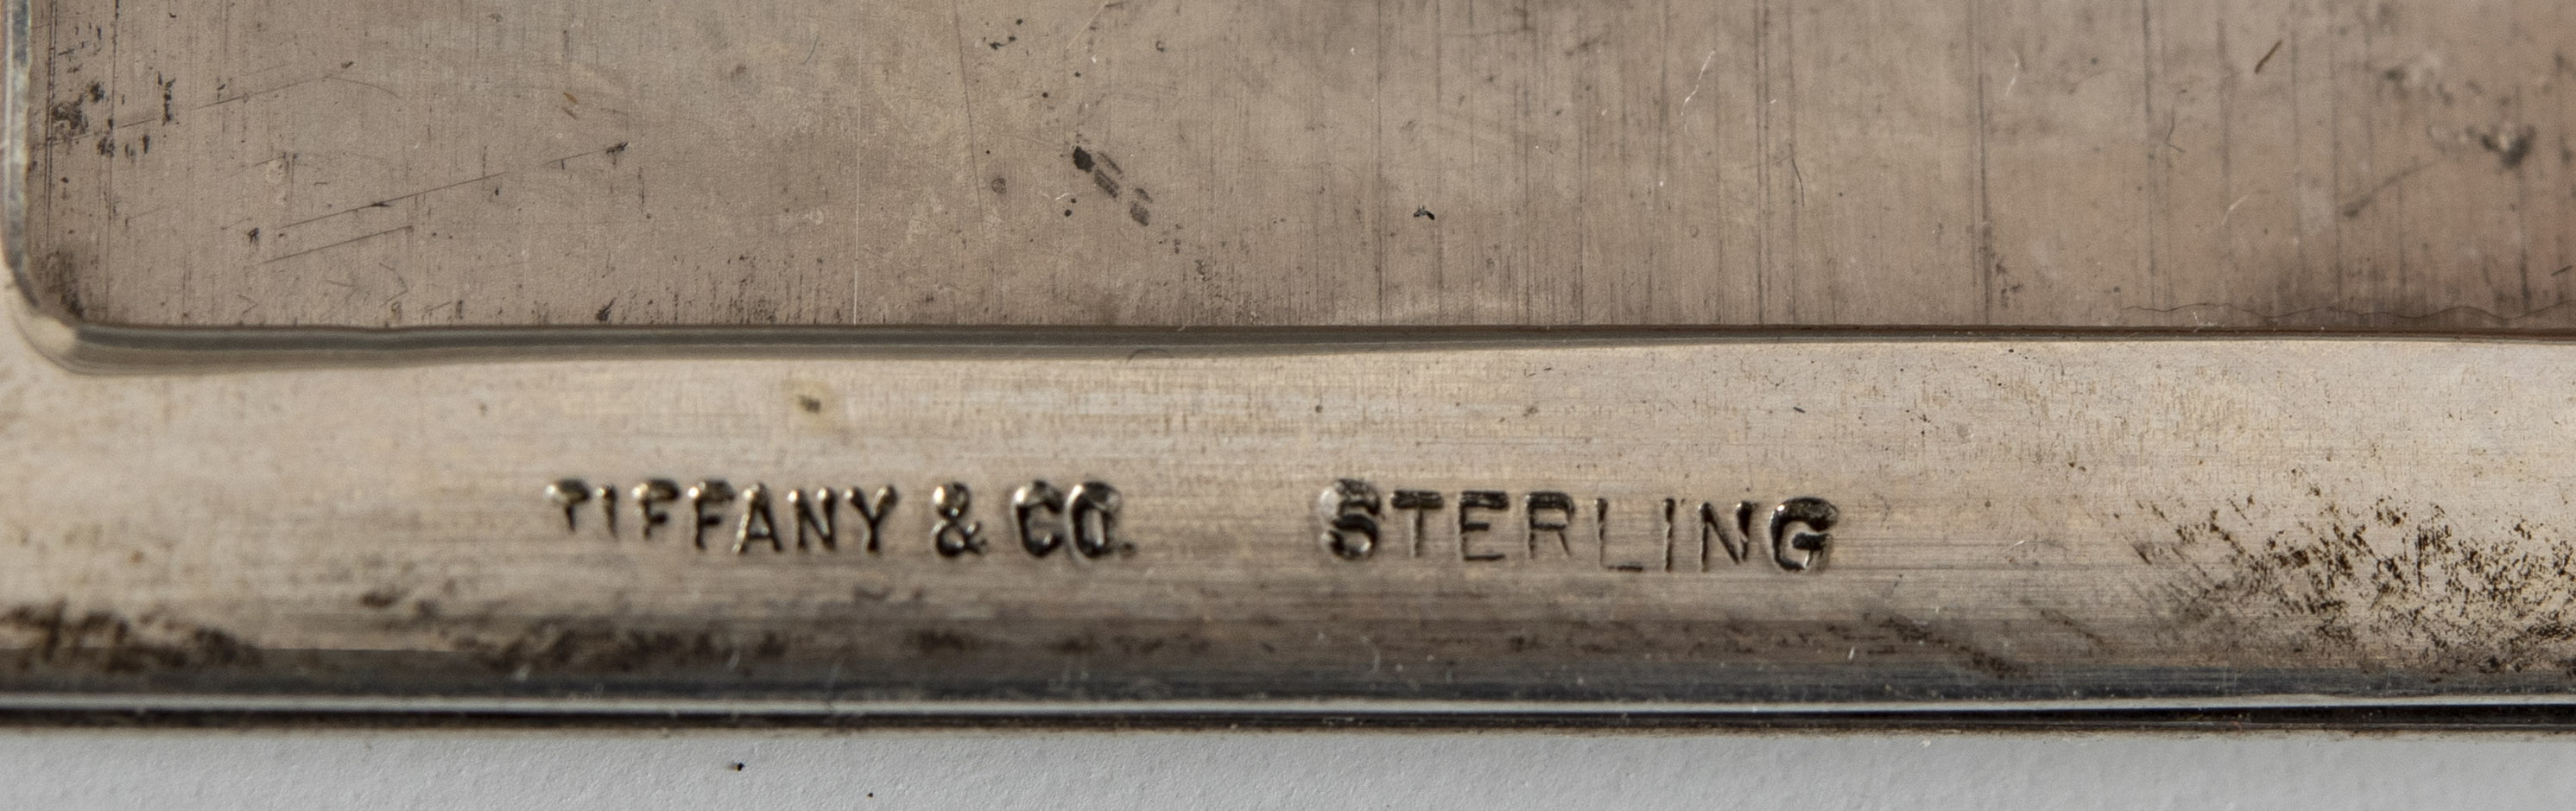 TIFFANY & CO. STERLING